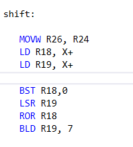 shift:
MOVW R26, R24
LD R18, X+
LD R19, X+
BST R18,0
LSR R19
ROR R18
BLD R19, 7